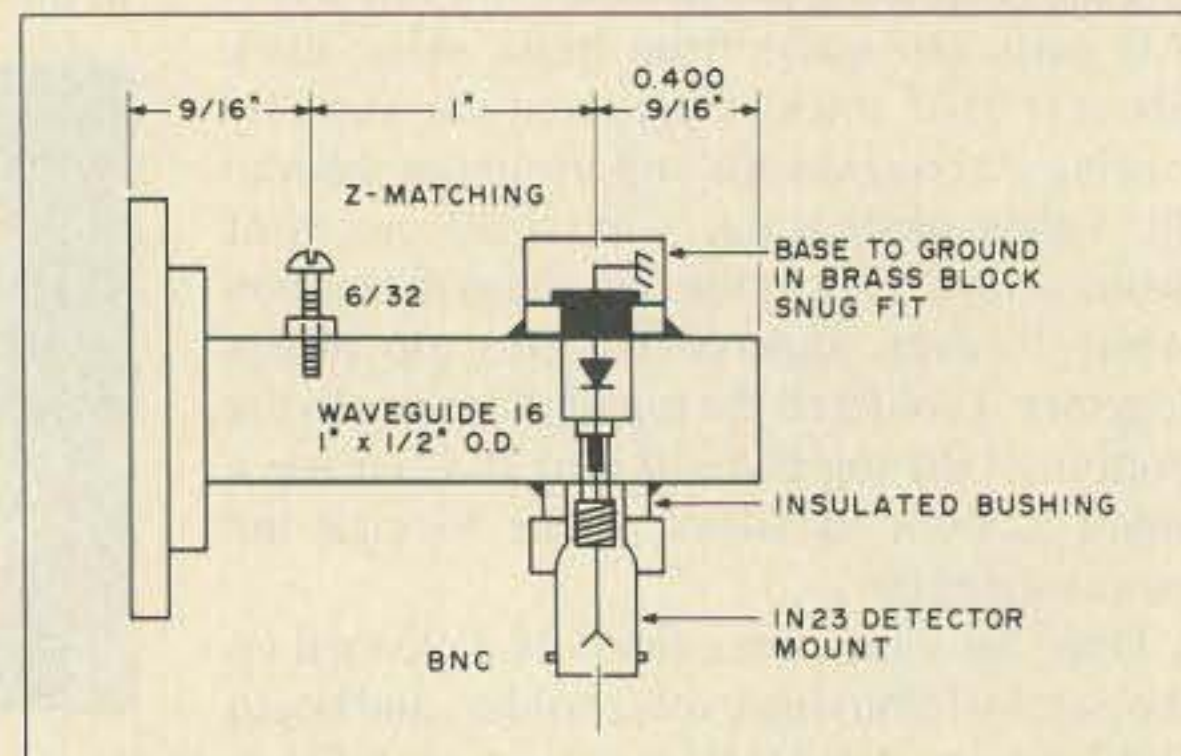 0.400
9/16" 1" 9/16"
Z-MATCHING
6/32
BASE TO GROUND
IN BRASS BLOCK
SNUG FIT
WAVEGUIDE 16
1" x 1/2" O.D.
INSULATED BUSHING
IN23 DETECTOR
MOUNT
BNC